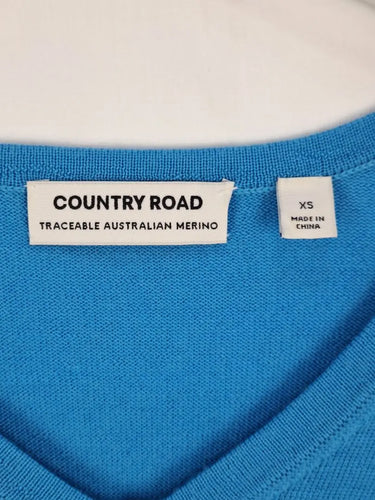 COUNTRY ROAD
TRACEABLE AUSTRALIAN MERINO
XS
MADE IN
CHINA